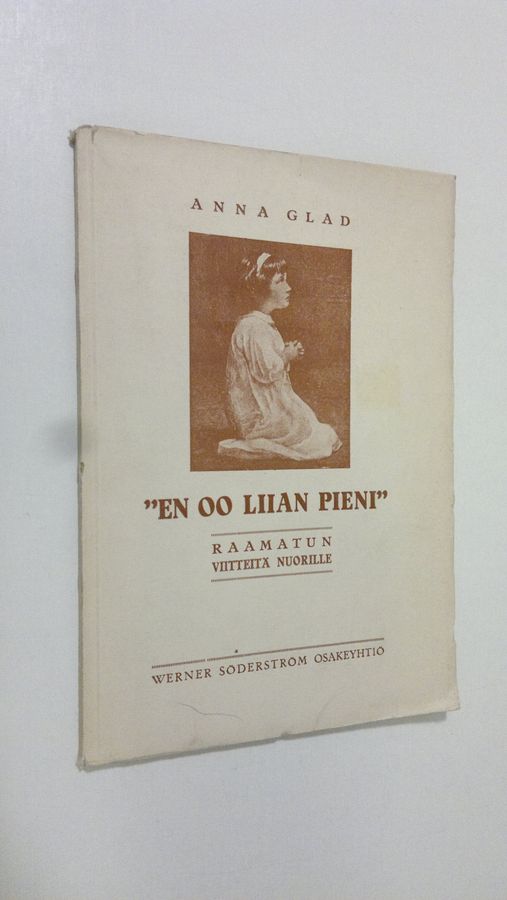 ANNA GLAD
”EN OO LIIAN PIENI”
RAAMATUN
VIITTEITÄ NUORILLE
WERNER SÖDERSTRÖM OSAKEYHTIÖ